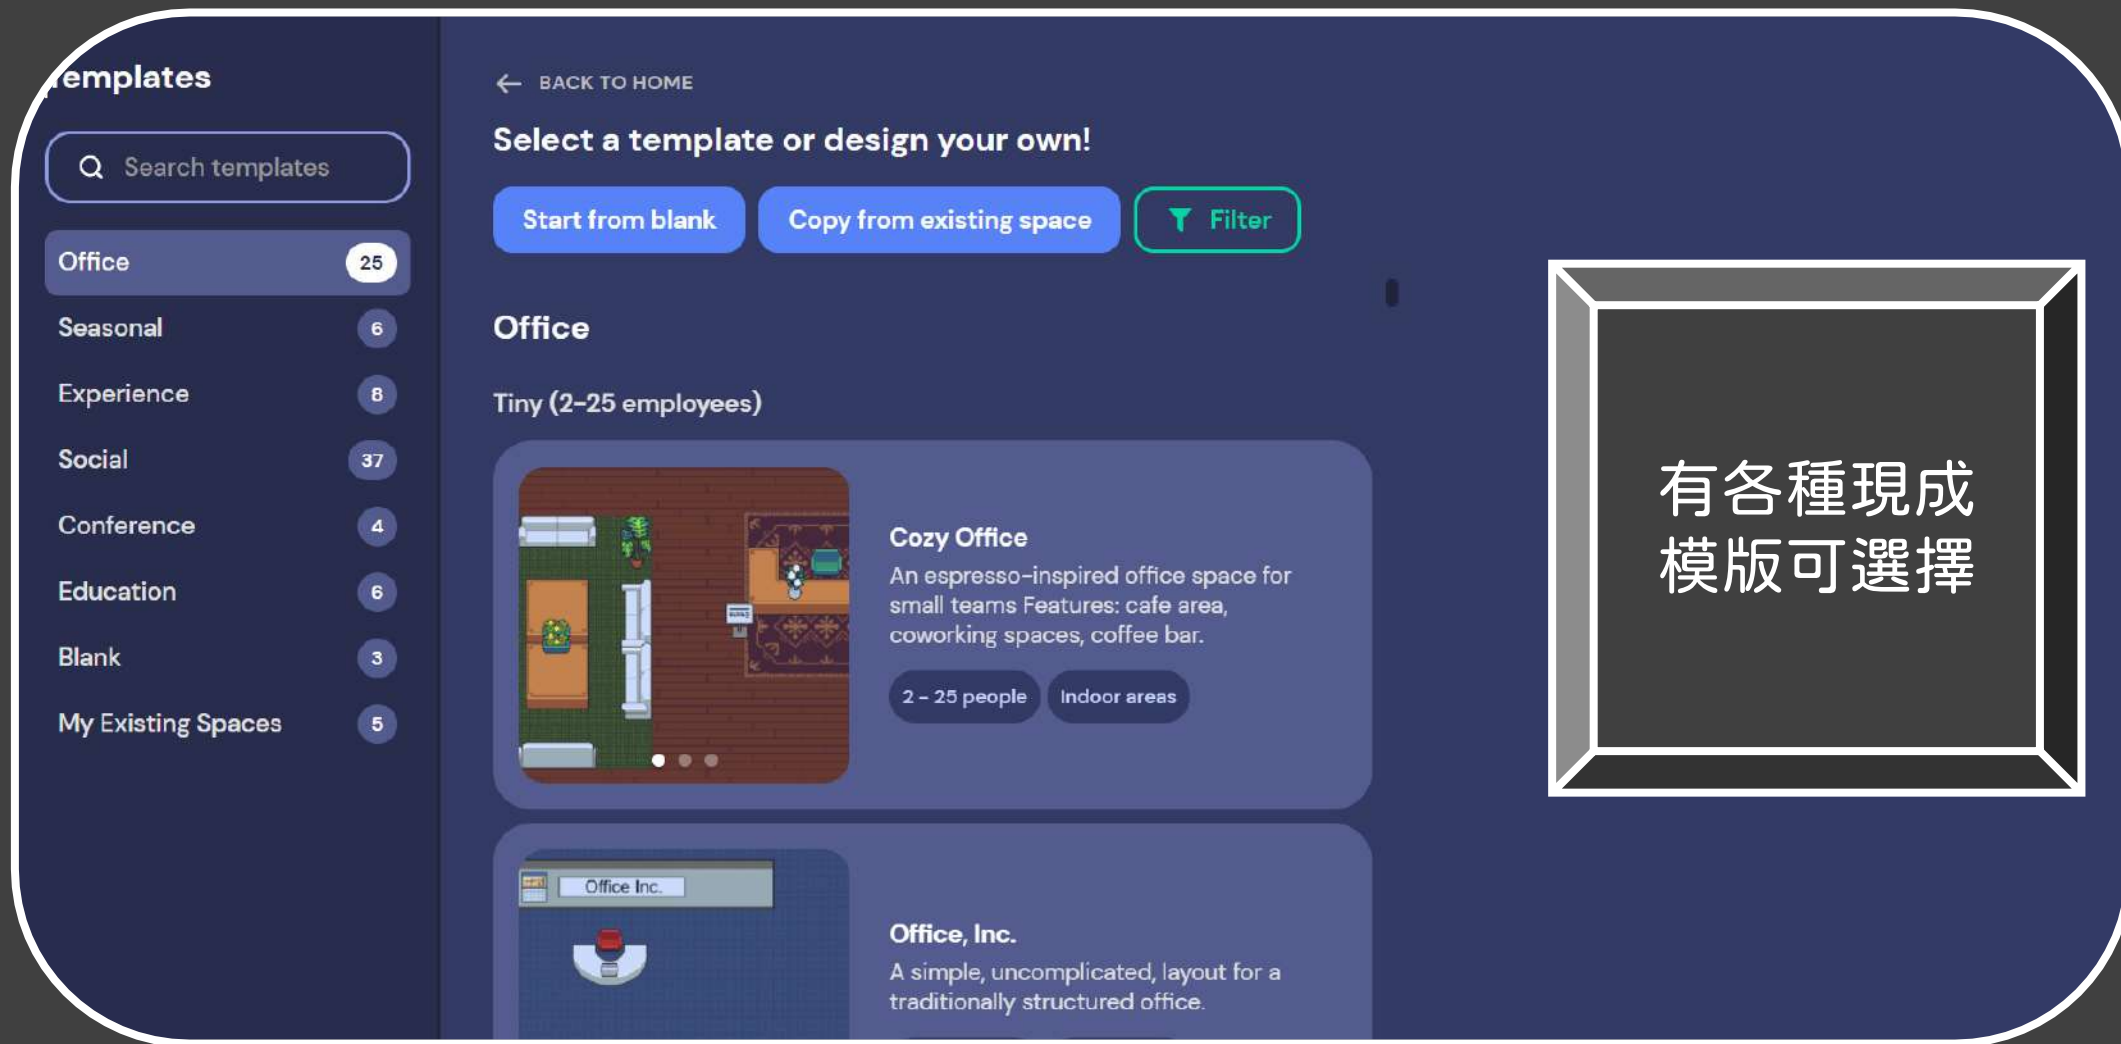 Templates
Search templates
Office 25
Seasonal 6
Experience 8
Social 37
Conference 4
Education 6
Blank 3
My Existing Spaces 5
← BACK TO HOME
Select a template or design your own!
Start from blank
Copy from existing space
Filter
Office
Tiny (2-25 employees)
Cozy Office
An espresso-inspired office space for
small teams Features: cafe area,
coworking spaces, coffee bar.
2 - 25 people
Indoor areas
Office Inc.
Office, Inc.
A simple, uncomplicated, layout for a
traditionally structured office.
有各種現成
模版可選擇